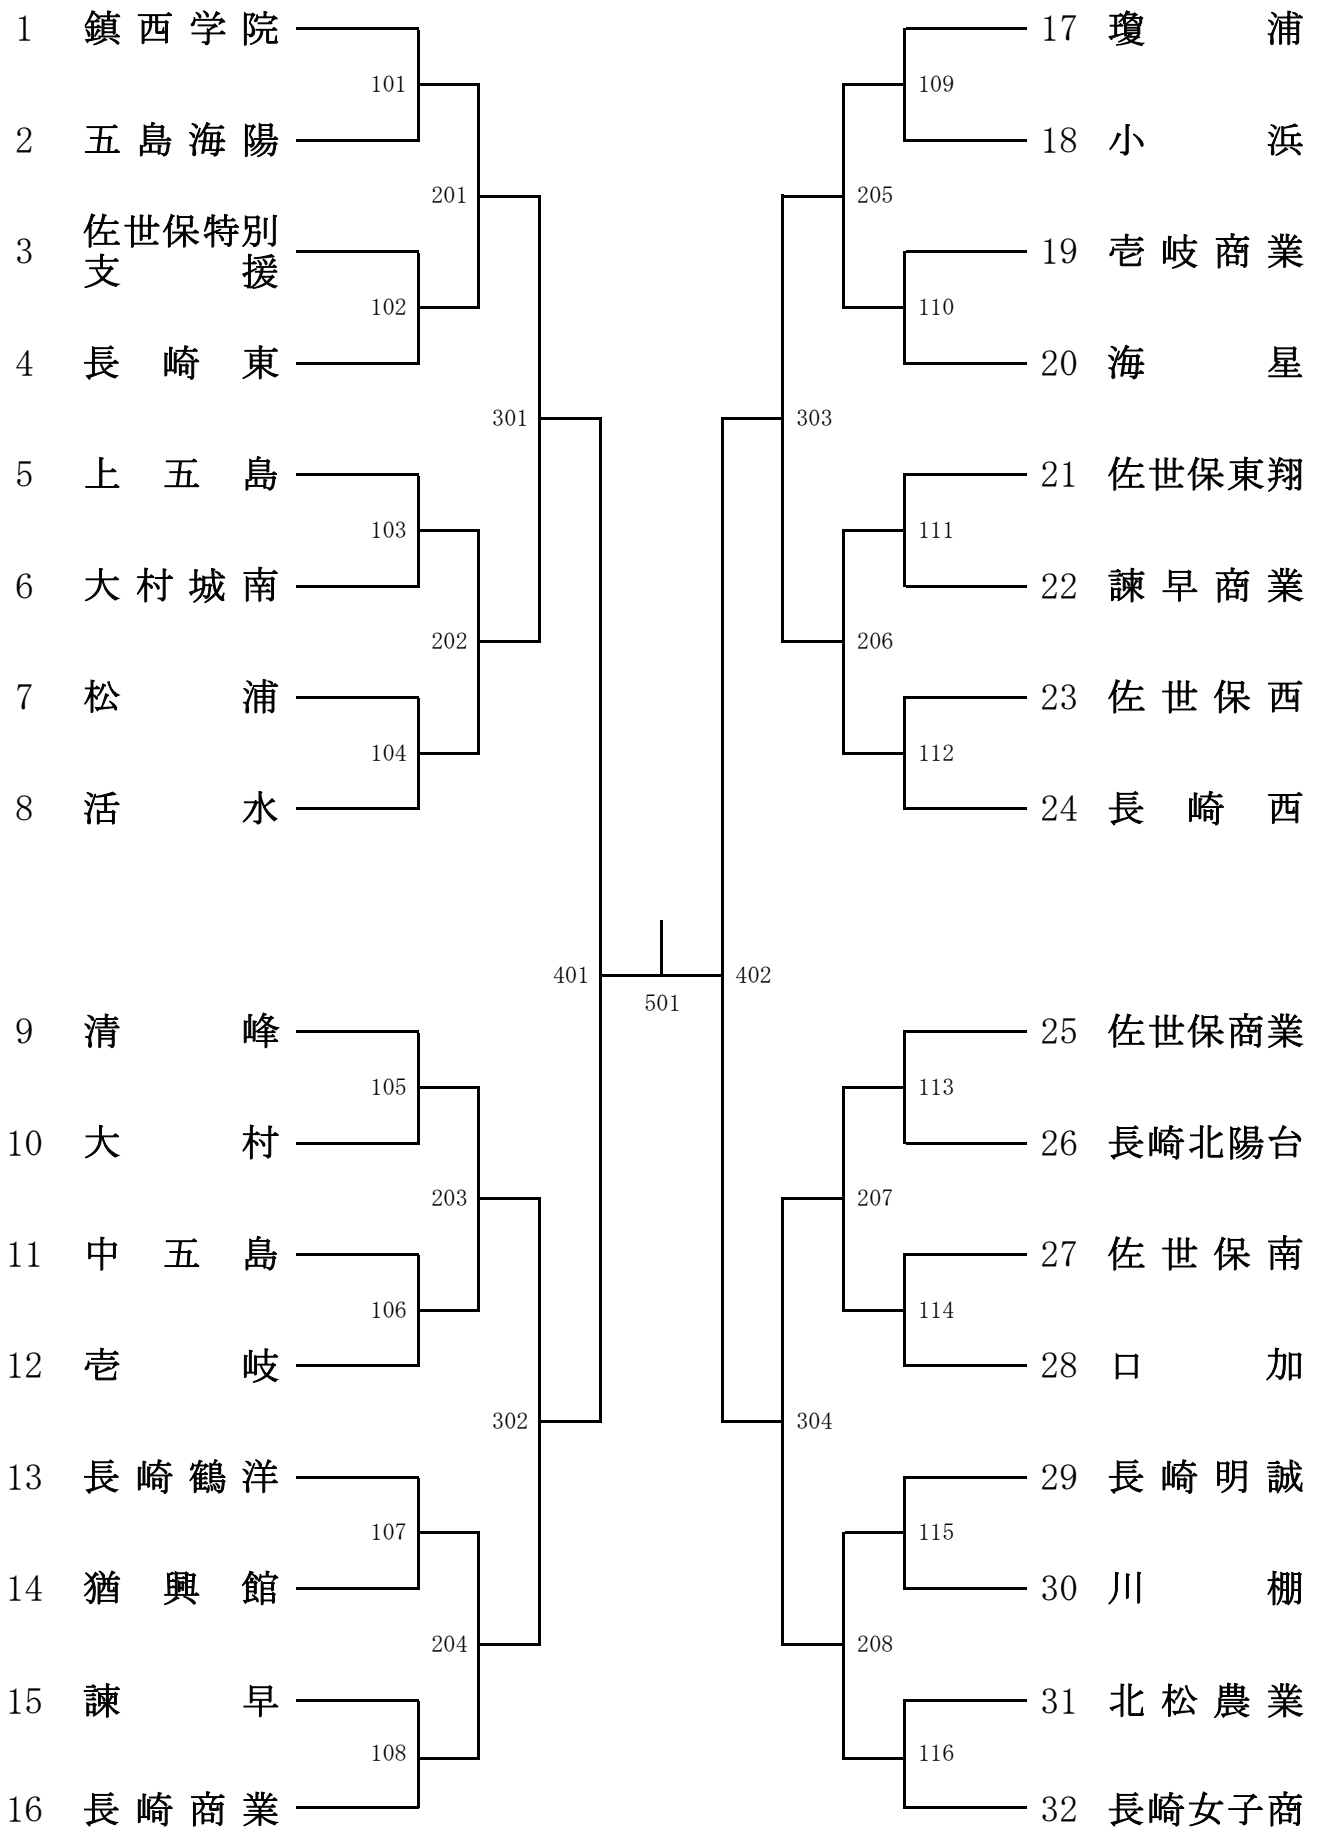 1 鎮西学院
101
2 五島海陽
201
3 佐世保特別
支援
102
4 長崎東
301
5 上五島
103
6 大村城南
202
7 松浦
104
8 活水
401
9 清峰
105
10 大村
203
11 中五島
106
12 壱岐
302
13 長崎鶴洋
107
14 猶興館
204
15 諫早
108
16 長崎商業
501
17 瓊浦
109
18 小浜
205
19 壱岐商業
110
20 海星
303
21 佐世保東翔
111
22 諫早商業
206
23 佐世保西
112
24 長崎西
402
25 佐世保商業
113
26 長崎北陽台
207
27 佐世保南
114
28 口加
304
29 長崎明誠
115
30 川棚
208
31 北松農業
116
32 長崎女子商